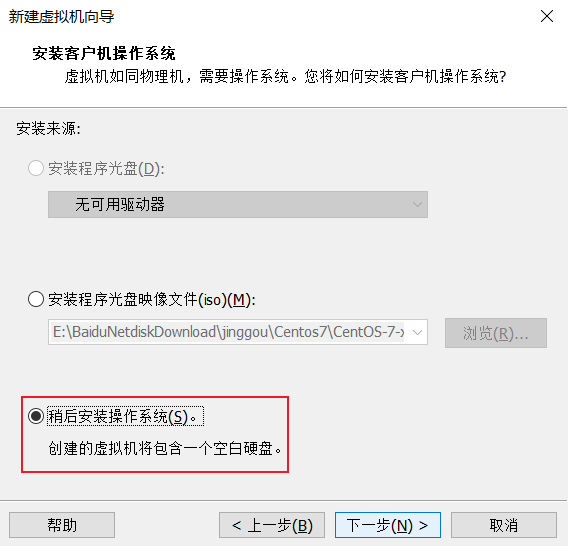 新建虚拟机向导
安装客户机操作系统
虚拟机如同物理机，需要操作系统。您将如何安装客户机操作系统?
安装来源:
安装程序光盘(D):
无可用驱动器
安装程序光盘映像文件(iso)(M):
E:\BaiduNetdiskDownload\jinggou\Centos7\CentOS-7-x
浏览(R)...
稍后安装操作系统(S)。
创建的虚拟机将包含一个空白硬盘。
帮助
< 上一步(B)
下一步(N) >
取消